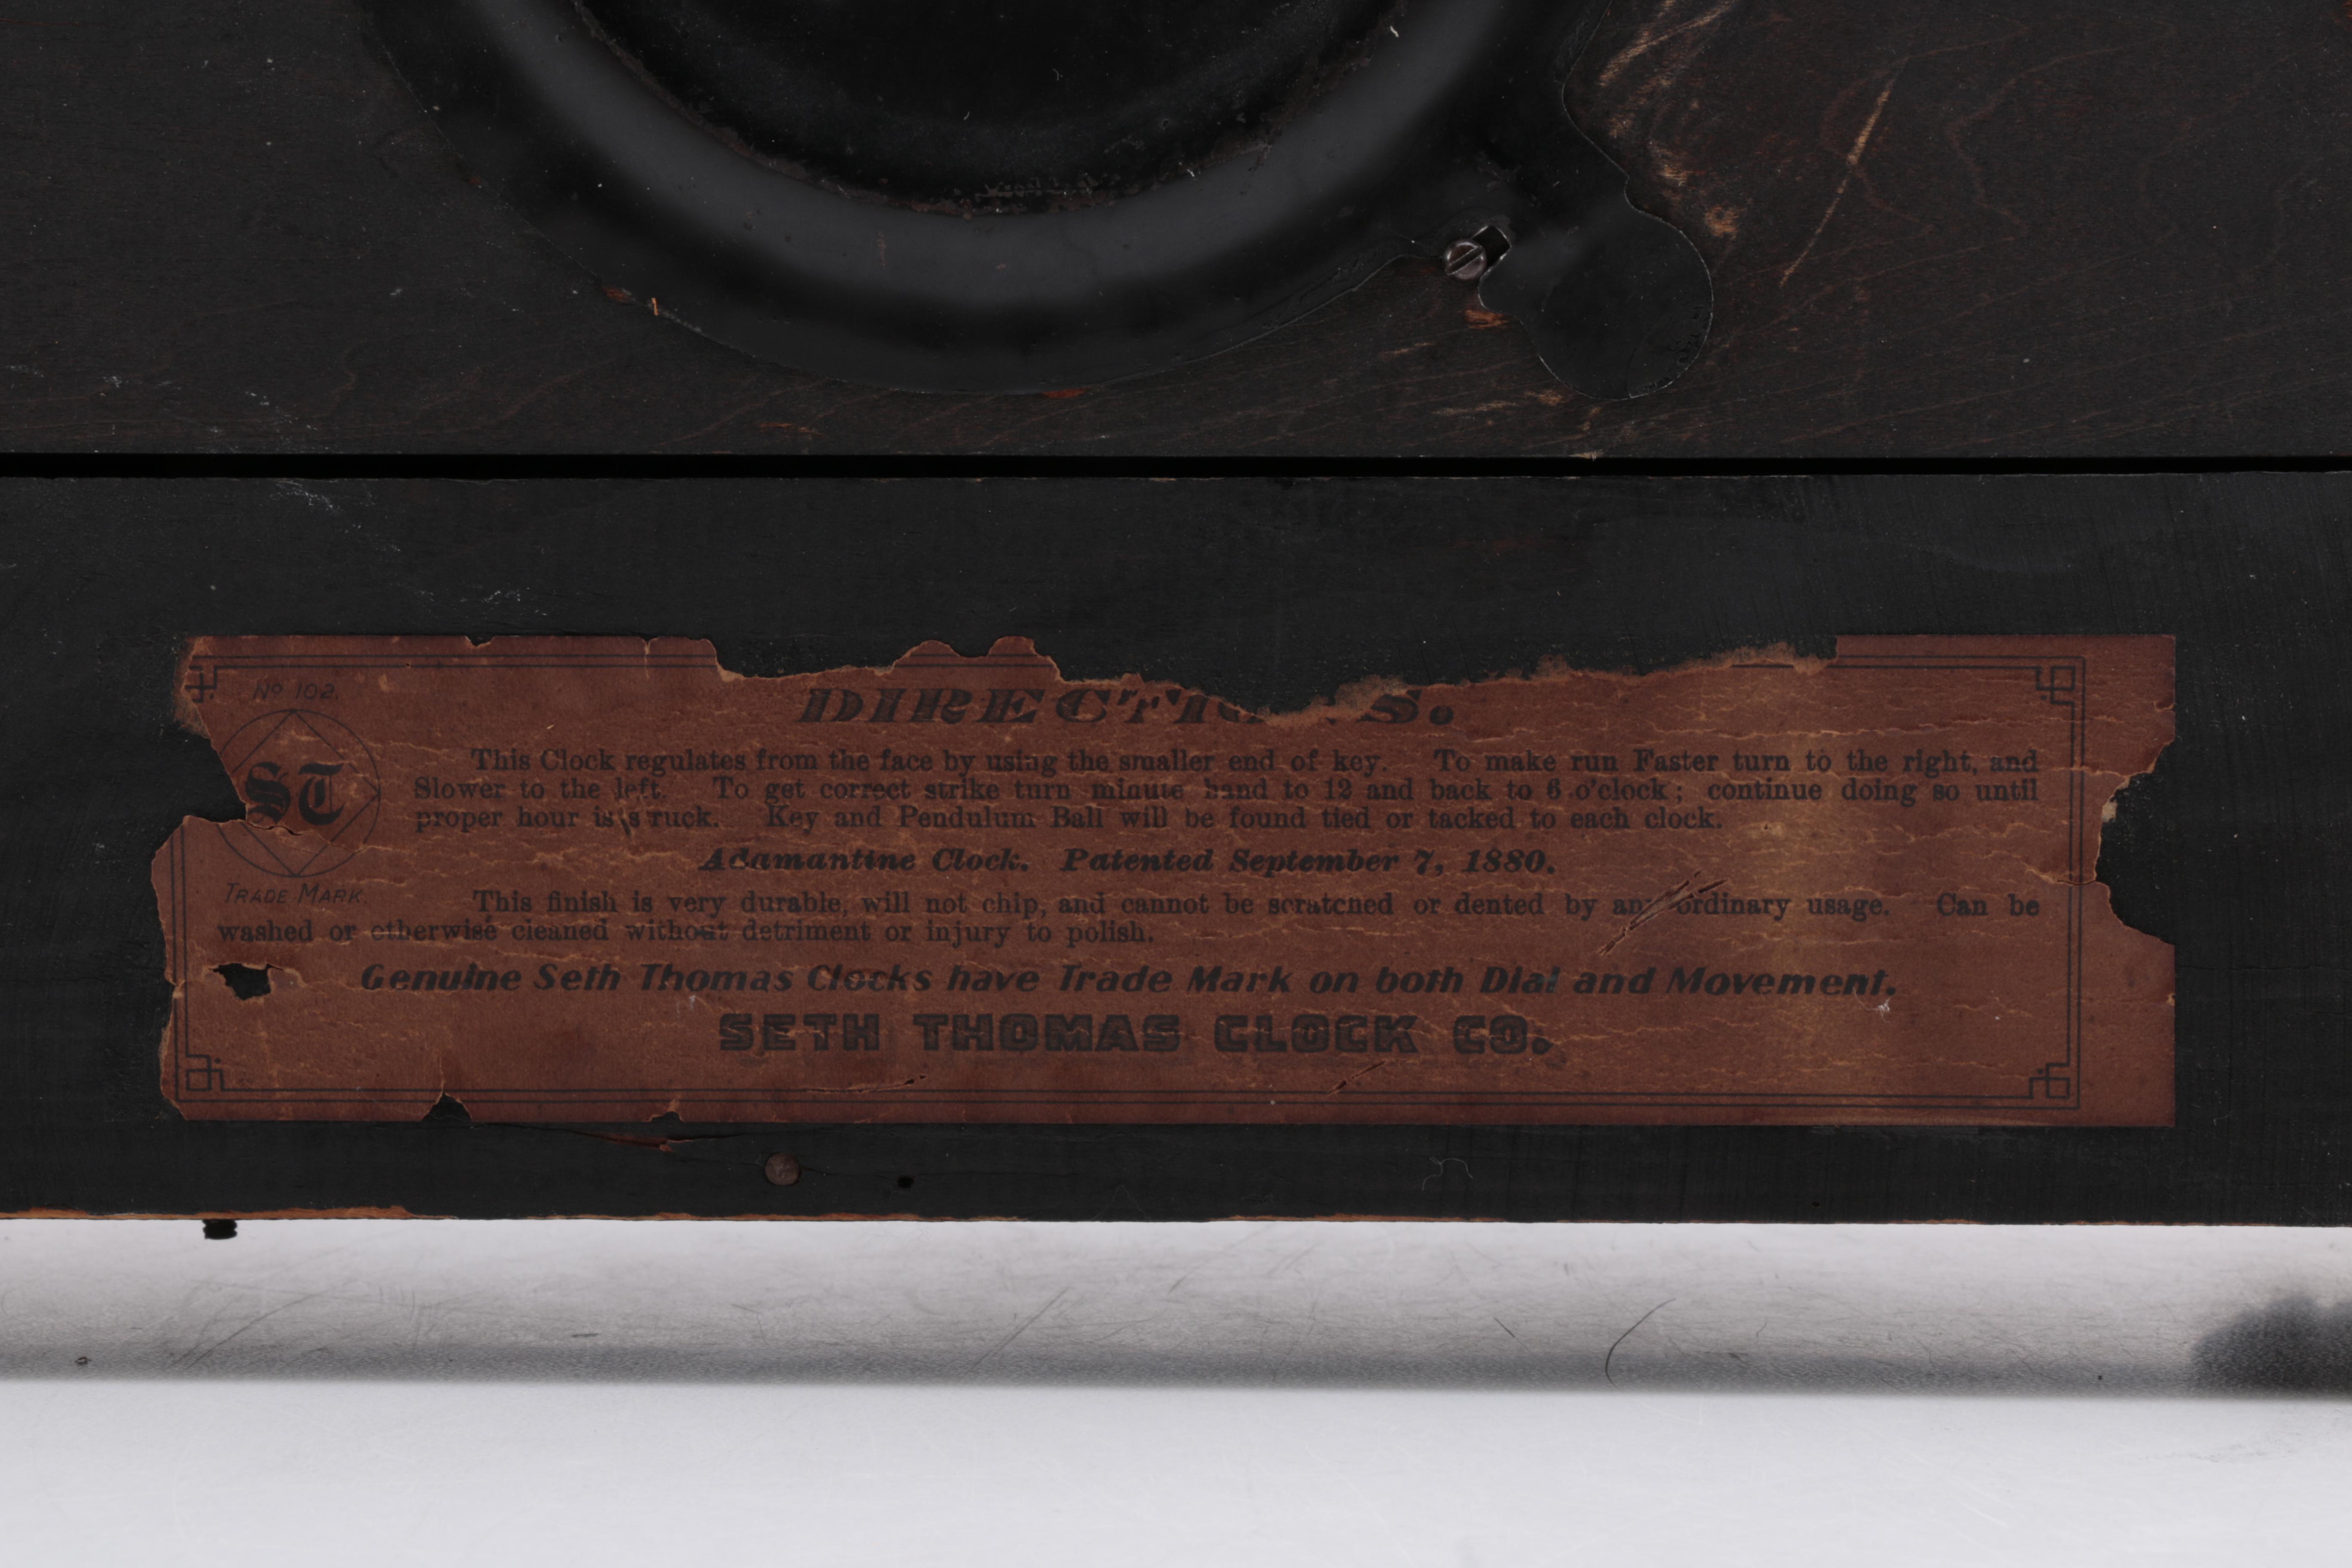 Nº 102.
DIRECTIONS.
ST
This Clock regulates from the face by using the smaller end of key. To make run Faster turn to the right, and
Slower to the left. To get correct strike turn minute hand to 12 and back to 6 o'clock; continue doing so until
proper hour is struck. Key and Pendulum Ball will be found tied or tacked to each clock.
Adamantine Clock. Patented September 7, 1880.
TRADE MARK.
This finish is very durable, will not chip, and cannot be scratched or dented by any ordinary usage. Can be
washed or otherwise cleaned without detriment or injury to polish.
Genuine Seth Thomas Clocks have Trade Mark on both Dial and Movement.
SETH THOMAS CLOCK CO.